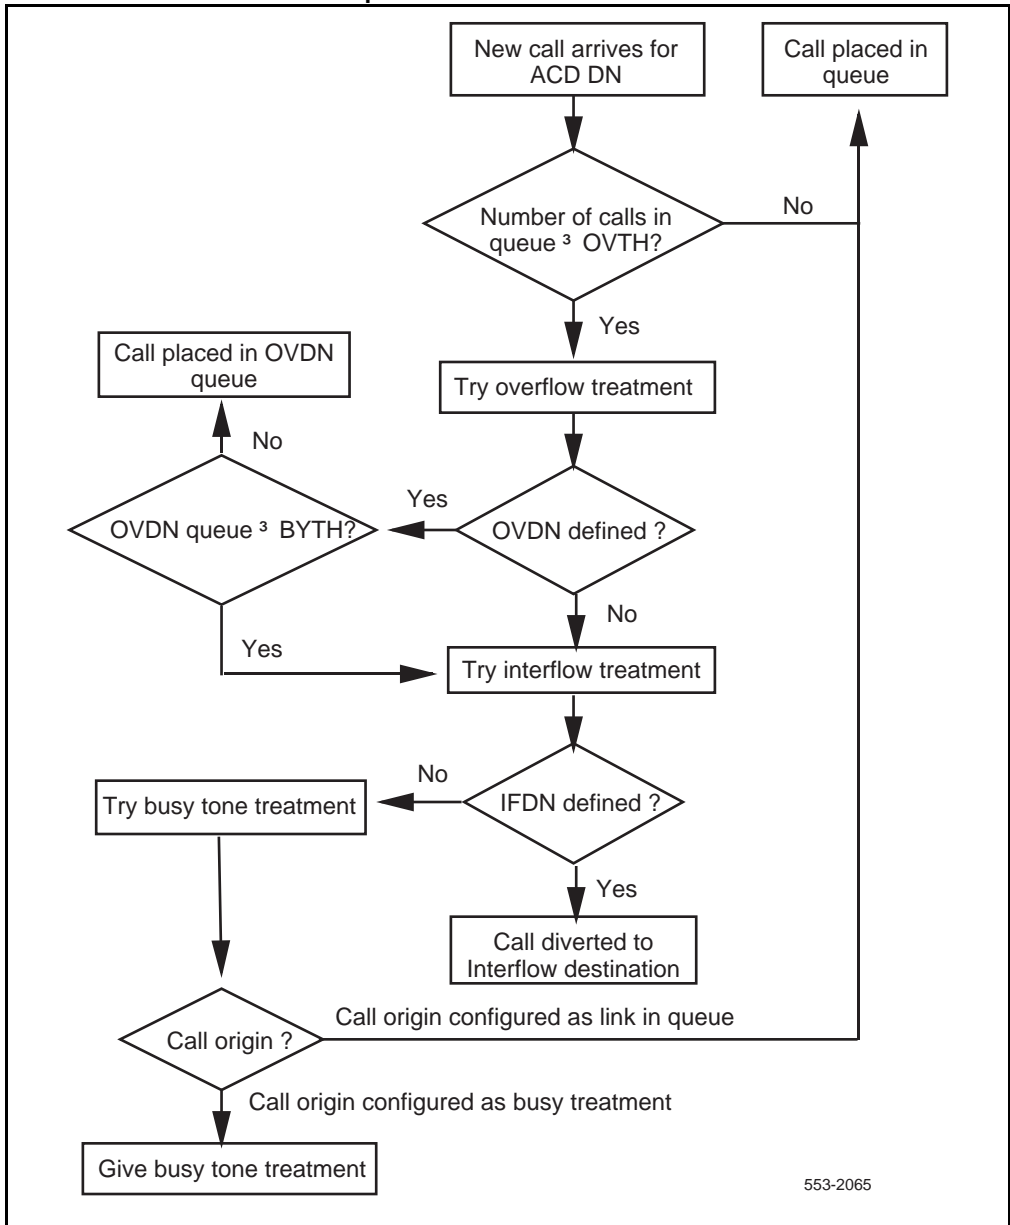 New call arrives for
ACD DN
Call placed in
queue
Number of calls in
queue ³ OVTH?
No
Yes
Call placed in OVDN
queue
Try overflow treatment
No
OVDN queue ³ BYTH?
Yes
OVDN defined ?
No
Yes
Try interflow treatment
Try busy tone treatment
No
IFDN defined ?
Yes
Call diverted to
Interflow destination
Call origin ?
Call origin configured as link in queue
Call origin configured as busy treatment
Give busy tone treatment
553-2065